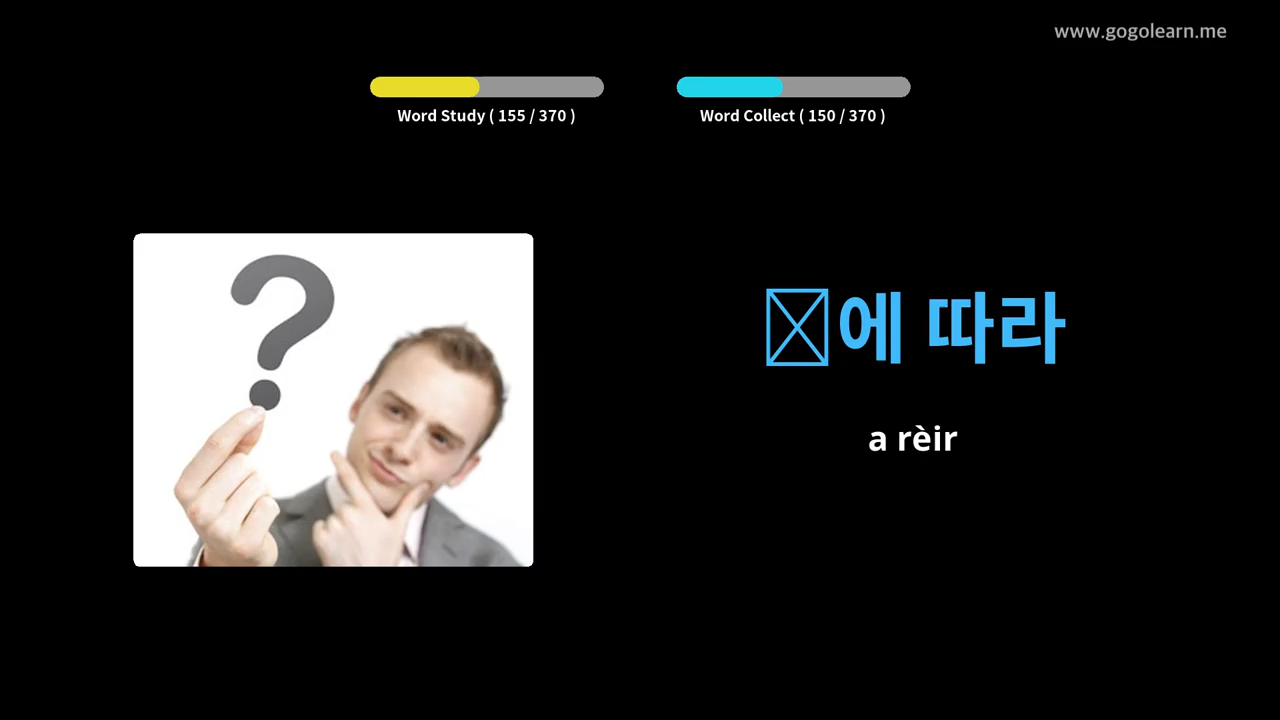 www.gogolearn.me
Word Study ( 155 / 370 )
Word Collect ( 150 / 370 )
에 따라
a rèir